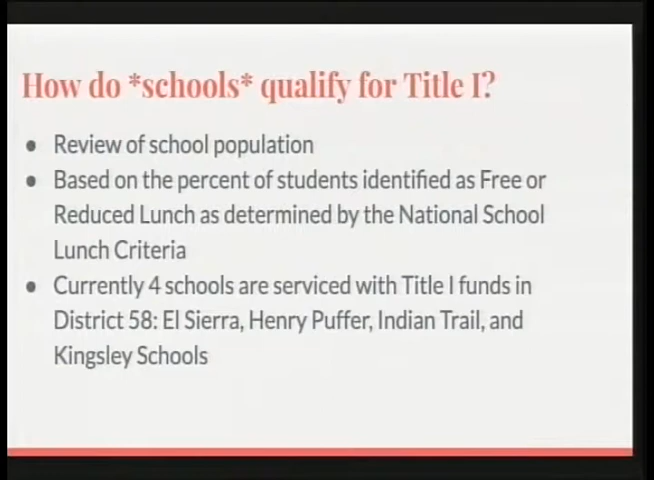 How do *schools* qualify for Title I?
● Review of school population
● Based on the percent of students identified as Free or
Reduced Lunch as determined by the National School
Lunch Criteria
● Currently 4 schools are serviced with Title I funds in
District 58: El Sierra, Henry Puffer, Indian Trail, and
Kingsley Schools